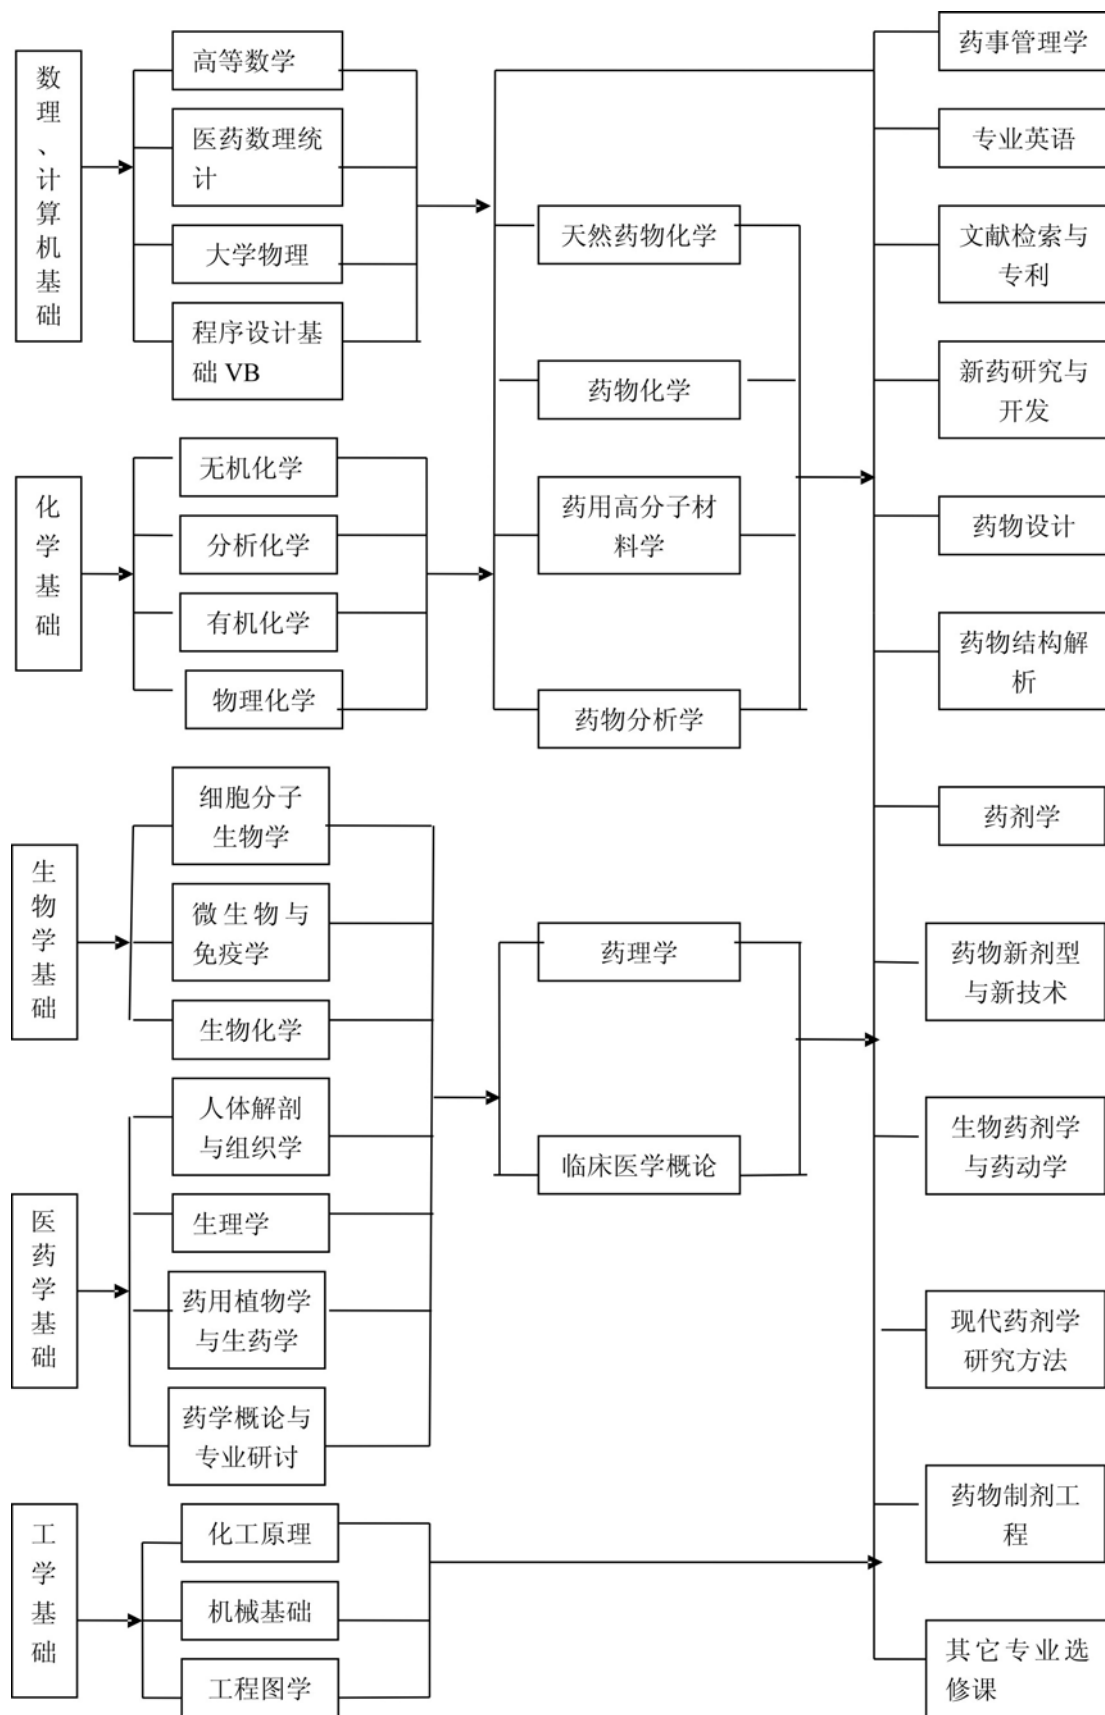 数理、计算机基础
高等数学
医药数理统
计
大学物理
程序设计基
础 VB
化学基础
无机化学
分析化学
有机化学
物理化学
生物学基础
细胞分子
生物学
微生物与
免疫学
生物化学
医药学基础
人体解剖
与组织学
生理学
药用植物学
与生药学
药学概论与
专业研讨
工学基础
化工原理
机械基础
工程图学
天然药物化学
药物化学
药用高分子材
料学
药物分析学
药理学
临床医学概论
药事管理学
专业英语
文献检索与
专利
新药研究与
开发
药物设计
药物结构解
析
药剂学
药物新剂型
与新技术
生物药剂学
与药动学
现代药剂学
研究方法
药物制剂工
程
其它专业选
修课